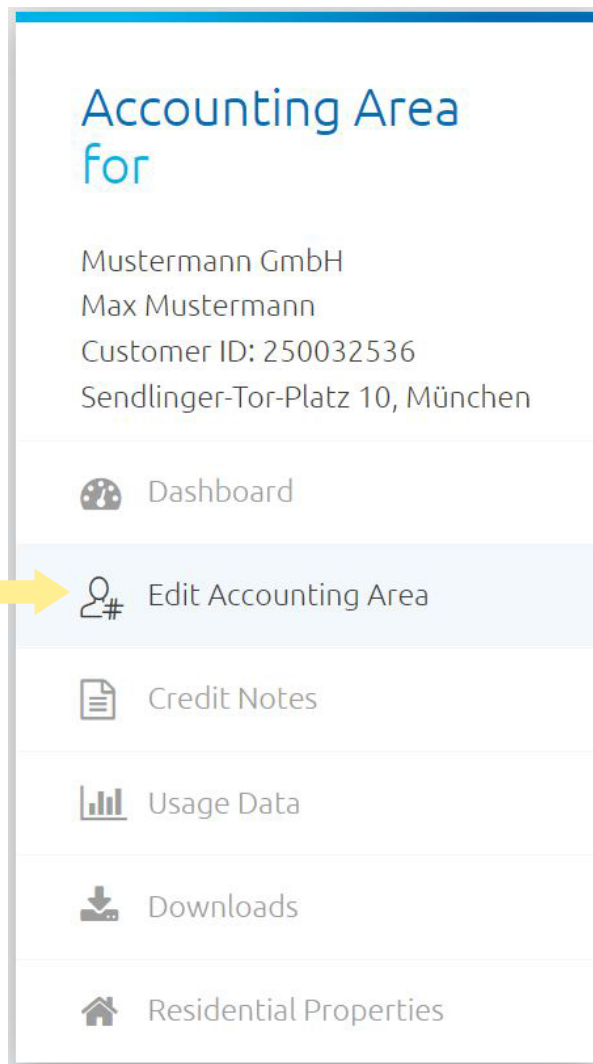 Accounting Area
for
Mustermann GmbH
Max Mustermann
Customer ID: 250032536
Sendlinger-Tor-Platz 10, München
Dashboard
Edit Accounting Area
Credit Notes
Usage Data
Downloads
Residential Properties